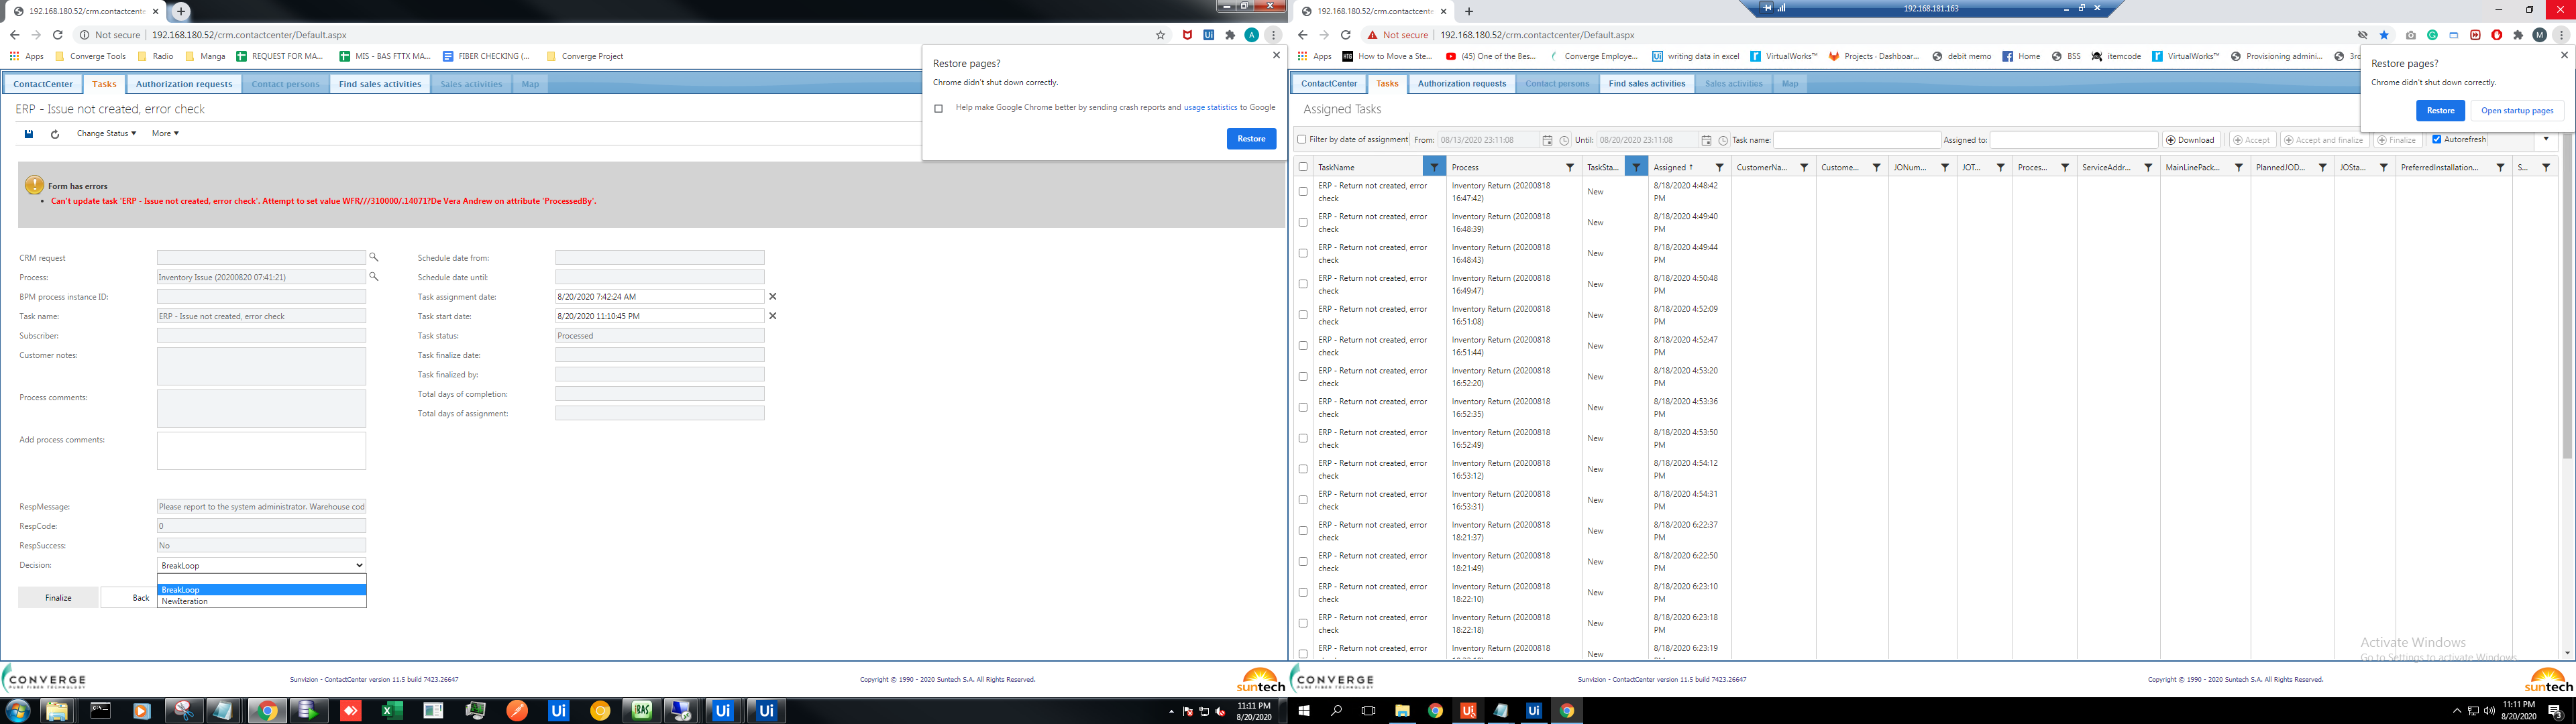 192.168.180.52/crm.contactcenter
Not secure | 192.168.180.52/crm.contactcenter/Default.aspx
Apps Converge Tools Radio Manga REQUEST FOR MA... MIS - BAS FTTX MA... FIBER CHECKING (... Converge Project
ContactCenter Tasks Authorization requests Contact persons Find sales activities Sales activities Map
ERP - Issue not created, error check
Change Status More
Restore pages?
Chrome didn't shut down correctly.
Help make Google Chrome better by sending crash reports and usage statistics to Google
Restore
Form has errors
Can't update task 'ERP - Issue not created, error check'. Attempt to set value WFR///310000/.14071?De Vera Andrew on attribute 'ProcessedBy'.
CRM request
Process: Inventory Issue (20200820 07:41:21)
BPM process instance ID:
Task name: ERP - Issue not created, error check
Subscriber:
Customer notes:
Process comments:
Add process comments:
Schedule date from:
Schedule date until:
Task assignment date: 8/20/2020 7:42:24 AM
Task start date: 8/20/2020 11:10:45 PM
Task status: Processed
Task finalize date:
Task finalized by:
Total days of completion:
Total days of assignment:
RespMessage: Please report to the system administrator. Warehouse cod
RespCode: 0
RespSuccess: No
Decision: BreakLoop
BreakLoop
NewIteration
Finalize Back
CONVERGE
PURE FIBER TECHNOLOGY
Sunvizion - ContactCenter version 11.5 build 7423.26647
Copyright © 1990 - 2020 Suntech S.A. All Rights Reserved.
suntech
11:11 PM
8/20/2020
192.168.180.52/crm.contactcenter
192.168.181.163
Not secure | 192.168.180.52/crm.contactcenter/Default.aspx
Apps How to Move a Ste... (45) One of the Bes... Converge Employe... writing data in excel VirtualWorks™ Projects - Dashboar... debit memo Home BSS itemcode VirtualWorks™ Provisioning admini... 3rd
ContactCenter Tasks Authorization requests Contact persons Find sales activities Sales activities Map
Restore pages?
Chrome didn't shut down correctly.
Restore Open startup pages
Assigned Tasks
Filter by date of assignment From: 08/13/2020 23:11:08 Until: 08/20/2020 23:11:08 Task name: Assigned to: Download Accept Accept and finalize Finalize Autorefresh
TaskName Process TaskSta... Assigned CustomerNa... Custome... JONum... JOT... Proces... ServiceAddr... MainLinePack... PlannedJOD... JOSta... PreferredInstallation... S...
ERP - Return not created, error check Inventory Return (20200818 16:47:42) New 8/18/2020 4:48:42 PM
ERP - Return not created, error check Inventory Return (20200818 16:48:39) New 8/18/2020 4:49:40 PM
ERP - Return not created, error check Inventory Return (20200818 16:48:43) New 8/18/2020 4:49:44 PM
ERP - Return not created, error check Inventory Return (20200818 16:49:47) New 8/18/2020 4:50:48 PM
ERP - Return not created, error check Inventory Return (20200818 16:51:08) New 8/18/2020 4:52:09 PM
ERP - Return not created, error check Inventory Return (20200818 16:51:44) New 8/18/2020 4:52:47 PM
ERP - Return not created, error check Inventory Return (20200818 16:52:20) New 8/18/2020 4:53:20 PM
ERP - Return not created, error check Inventory Return (20200818 16:52:35) New 8/18/2020 4:53:36 PM
ERP - Return not created, error check Inventory Return (20200818 16:52:49) New 8/18/2020 4:53:50 PM
ERP - Return not created, error check Inventory Return (20200818 16:53:12) New 8/18/2020 4:54:12 PM
ERP - Return not created, error check Inventory Return (20200818 16:53:31) New 8/18/2020 4:54:31 PM
ERP - Return not created, error check Inventory Return (20200818 18:21:37) New 8/18/2020 6:22:37 PM
ERP - Return not created, error check Inventory Return (20200818 18:21:49) New 8/18/2020 6:22:50 PM
ERP - Return not created, error check Inventory Return (20200818 18:22:10) New 8/18/2020 6:23:10 PM
ERP - Return not created, error check Inventory Return (20200818 18:22:18) New 8/18/2020 6:23:18 PM
ERP - Return not created, error Inventory Return (20200818 New 8/18/2020 6:23:19
Activate Windows
Go to Settings to activate Windows.
CONVERGE
PURE FIBER TECHNOLOGY
Sunvizion - ContactCenter version 11.5 build 7423.26647
Copyright © 1990 - 2020 Suntech S.A. All Rights Reserved.
suntech
11:11 PM
8/20/2020